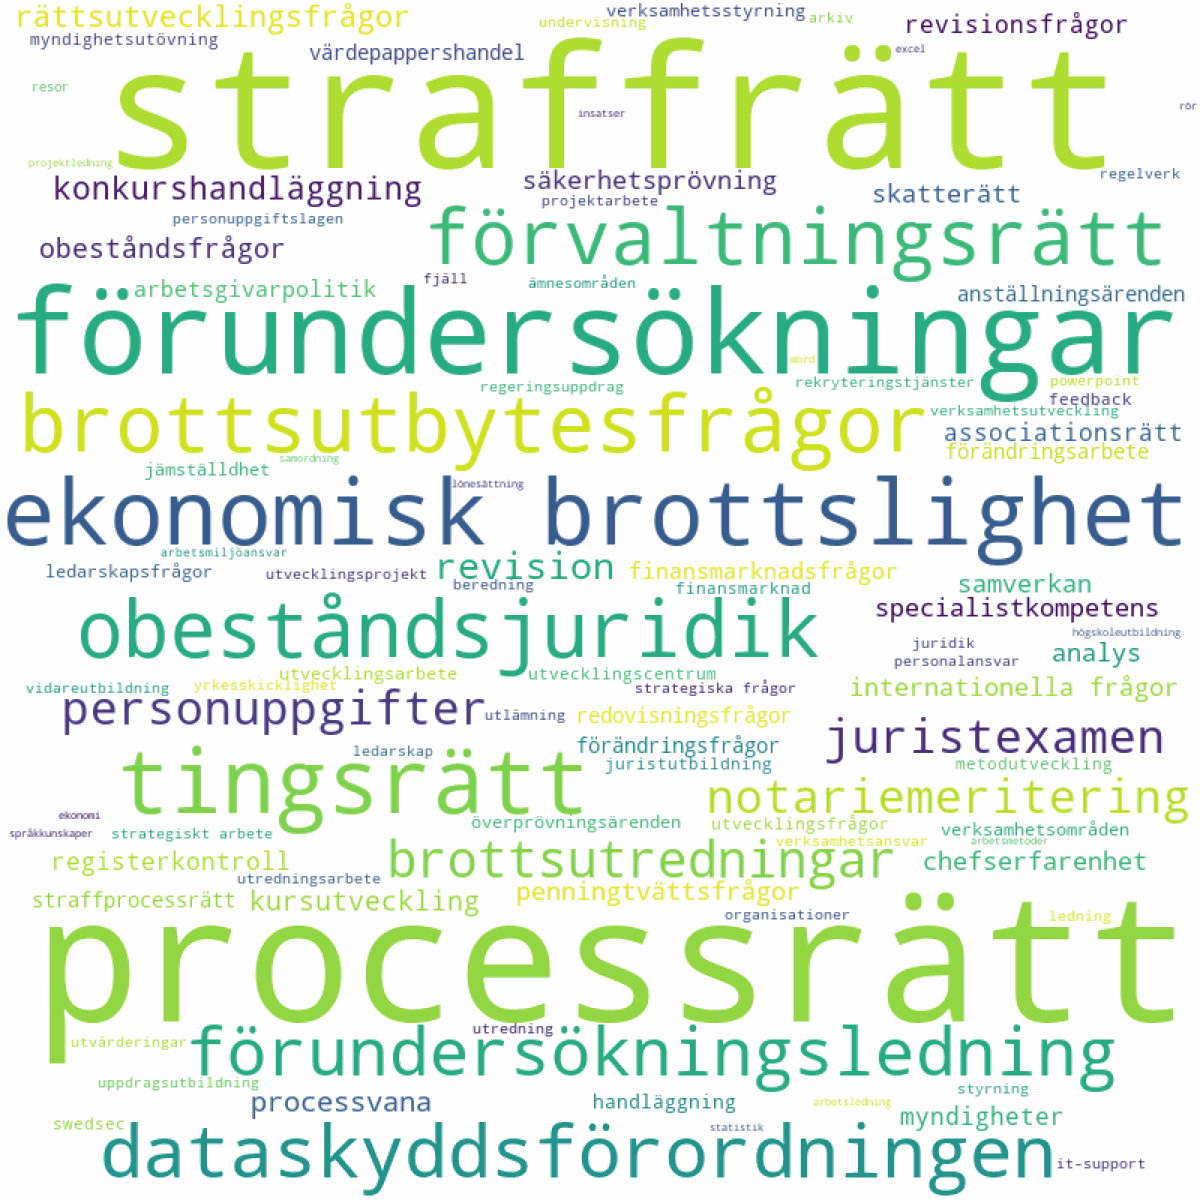 rättsutvecklingsfrågor
undervisning
verksamhetsstyrning
arkiv
revisionsfrågor
myndighetsutövning
värdepappershandel
excel
straffrätt
resor
insatser
rör
projektledning
konkurshandläggning
säkerhetsprövning
regelverk
skatterätt
projektarbete
personuppgiftslagen
förvaltningsrätt
obeståndsfrågor
fjäll
ämnesområden
arbetsgivarpolitik
anställningsärenden
förundersökningar
mord
regeringsuppdrag
rekryteringstjänster
powerpoint
feedback
brottsutbytesfrågor
verksamhetsutveckling
associationsrätt
förändringsarbete
samordning
jämställdhet
lönesättning
ekonomisk brottslighet
arbetsmiljöansvar
ledarskapsfrågor
utvecklingsprojekt
revision
finansmarknadsfrågor
beredning
finansmarknad
samverkan
specialistkompetens
obeståndsjuridik
högskoleutbildning
juridik
analys
personalansvar
utvecklingsarbete
utvecklingscentrum
vidareutbildning
yrkesskicklighet
strategiska frågor
internationella frågor
personuppgifter
utlämning
redovisningsfrågor
juristexamen
ledarskap
förändringsfrågor
juristutbildning
metodutveckling
tingsrätt
notariemeritering
ekonomi
språkkunskaper
strategiskt arbete
överprövningsärenden
utvecklingsfrågor
verksamhetsområden
verksamhetsansvar
arbetsmetoder
registerkontroll
brottsutredningar
chefserfarenhet
utredningsarbete
penningtvättsfrågor
straffprocessrätt
kursutveckling
organisationer
ledning
processrätt
utredning
utvärderingar
förundersökningsledning
uppdragsutbildning
styrning
processvana
handläggning
arbetsledning
myndigheter
swedsec
statistik
dataskyddsförordningen
it-support